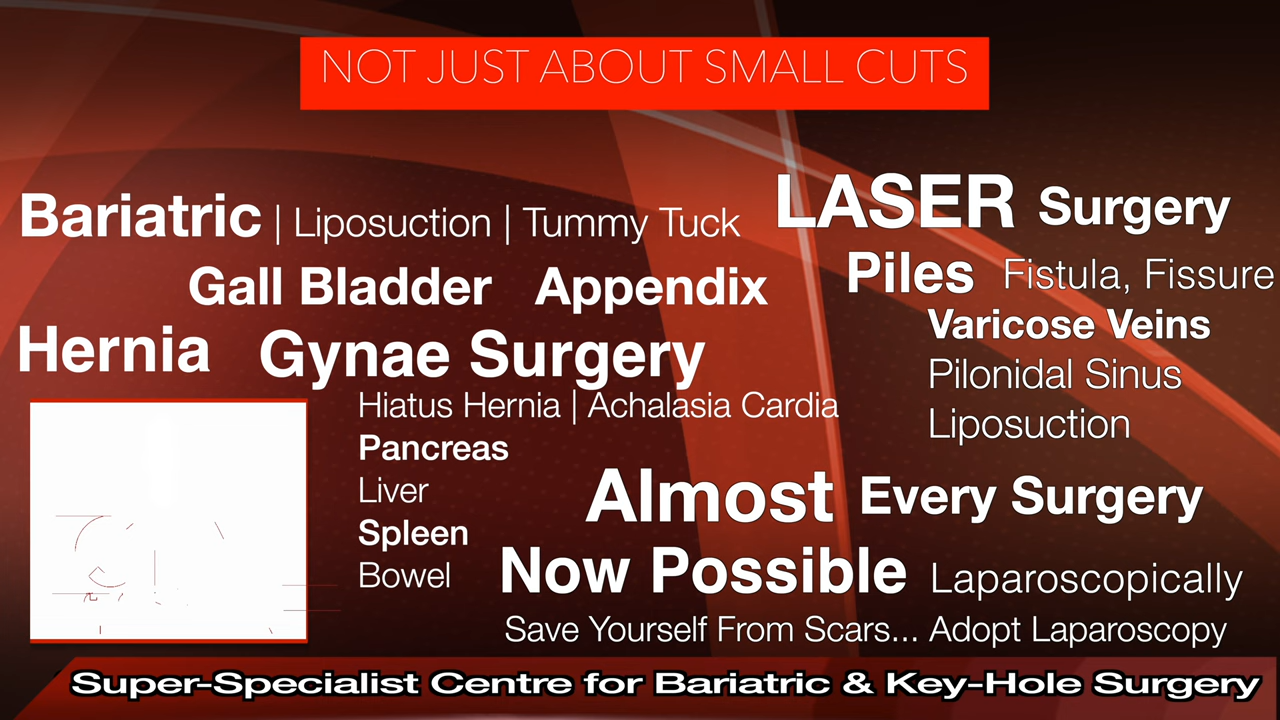 NOT JUST ABOUT SMALL CUTS
Bariatric | Liposuction | Tummy Tuck
Gall Bladder Appendix
Hernia Gynae Surgery
Hiatus Hernia | Achalasia Cardia
Pancreas
Liver
Spleen
Bowel
LASER Surgery
Piles Fistula, Fissure
Varicose Veins
Pilonidal Sinus
Liposuction
Almost Every Surgery
Now Possible Laparoscopically
Save Yourself From Scars... Adopt Laparoscopy
Super-Specialist Centre for Bariatric & Key-Hole Surgery